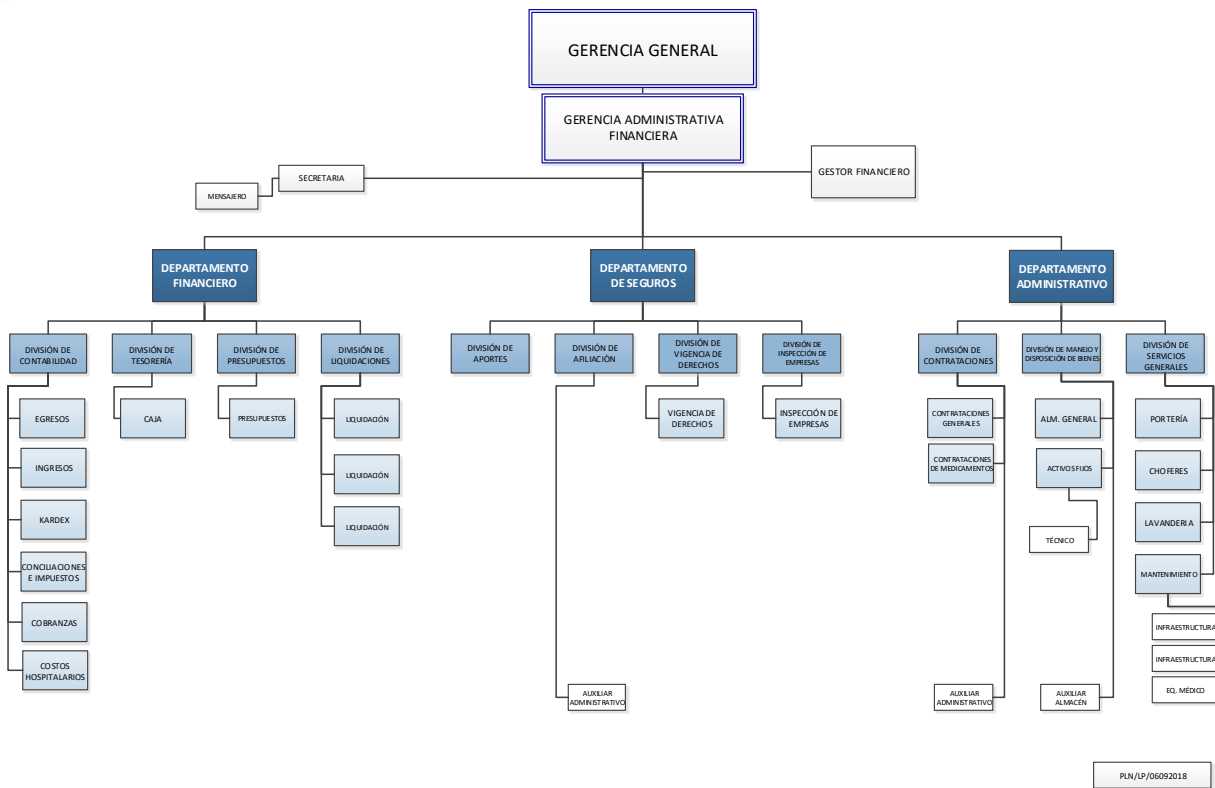 GERENCIA GENERAL
GERENCIA ADMINISTRATIVA
FINANCIERA
SECRETARIA
GESTOR FINANCIERO
MENSAJERO
DEPARTAMENTO
FINANCIERO
DEPARTAMENTO
DE SEGUROS
DEPARTAMENTO
ADMINISTRATIVO
DIVISIÓN DE
CONTABILIDAD
DIVISIÓN DE
TESORERÍA
DIVISIÓN DE
PRESUPUESTOS
DIVISIÓN DE
LIQUIDACIONES
DIVISIÓN DE
APORTES
DIVISIÓN DE
AFILIACIÓN
DIVISIÓN DE
VIGENCIA DE
DERECHOS
DIVISIÓN DE
INSPECCIÓN DE
EMPRESAS
DIVISIÓN DE
CONTRATACIONES
DIVISIÓN DE MANEJO Y
DISPOSICIÓN DE BIENES
DIVISIÓN DE
SERVICIOS
GENERALES
EGRESOS
INGRESOS
KARDEX
CONCILIACIONES
E IMPUESTOS
COBRANZAS
COSTOS
HOSPITALARIOS
CAJA
PRESUPUESTOS
LIQUIDACIÓN
LIQUIDACIÓN
LIQUIDACIÓN
AUXILIAR
ADMINISTRATIVO
VIGENCIA DE
DERECHOS
INSPECCIÓN DE
EMPRESAS
CONTRATACIONES
GENERALES
CONTRATACIONES
DE MEDICAMENTOS
AUXILIAR
ADMINISTRATIVO
ALM. GENERAL
ACTIVOS FIJOS
TÉCNICO
AUXILIAR
ALMACÉN
PORTERÍA
CHOFERES
LAVANDERIA
MANTENIMIENTO
INFRAESTRUCTURA
INFRAESTRUCTURA
EQ. MÉDICO
PLN/LP/06092018